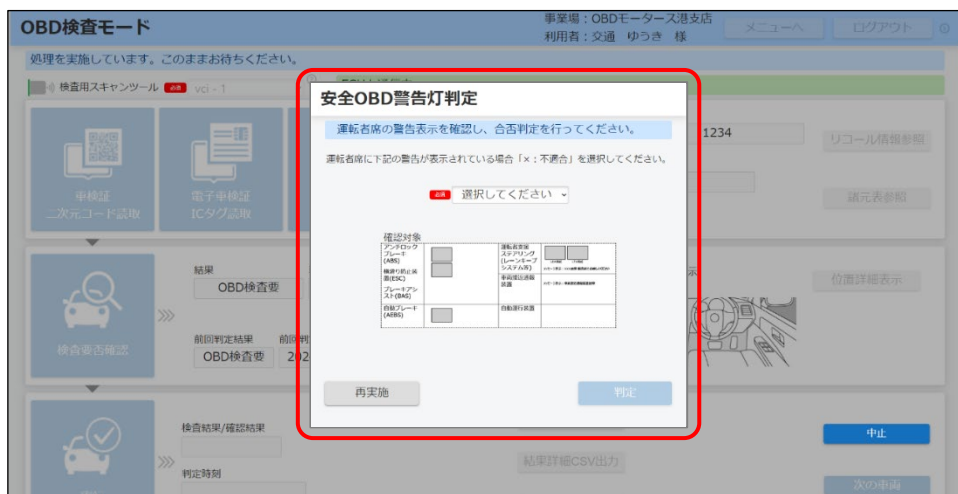 OBD検査モード
事業場：OBDモータース港支店
利用者：交通 ゆうき 様
メニューへ
ログアウト
処理を実施しています。このままお待ちください。
検査用スキャンツール 必須 vci - 1
車検証
二次元コード読取
電子車検証
ICタグ読取
1234
リコール情報参照
諸元表参照
安全OBD警告灯判定
運転者席の警告表示を確認し、合否判定を行ってください。
運転者席に下記の警告が表示されている場合「×：不適合」を選択してください。
必須 選択してください
確認対象
アンチロック
ブレーキ
(ABS)
横滑り防止装
置(ESC)
ブレーキアシ
スト(BAS)
自動ブレーキ
(AEBS)
運転者支援
ステアリング
(レーンキープ
システム等)
車両接近通報
装置
自動運行装置
再実施
判定
検査要否確認
結果
OBD検査要
前回判定結果
OBD検査要
202
位置詳細表示
検査結果/確認結果
判定時刻
結果詳細CSV出力
中止
次の車両